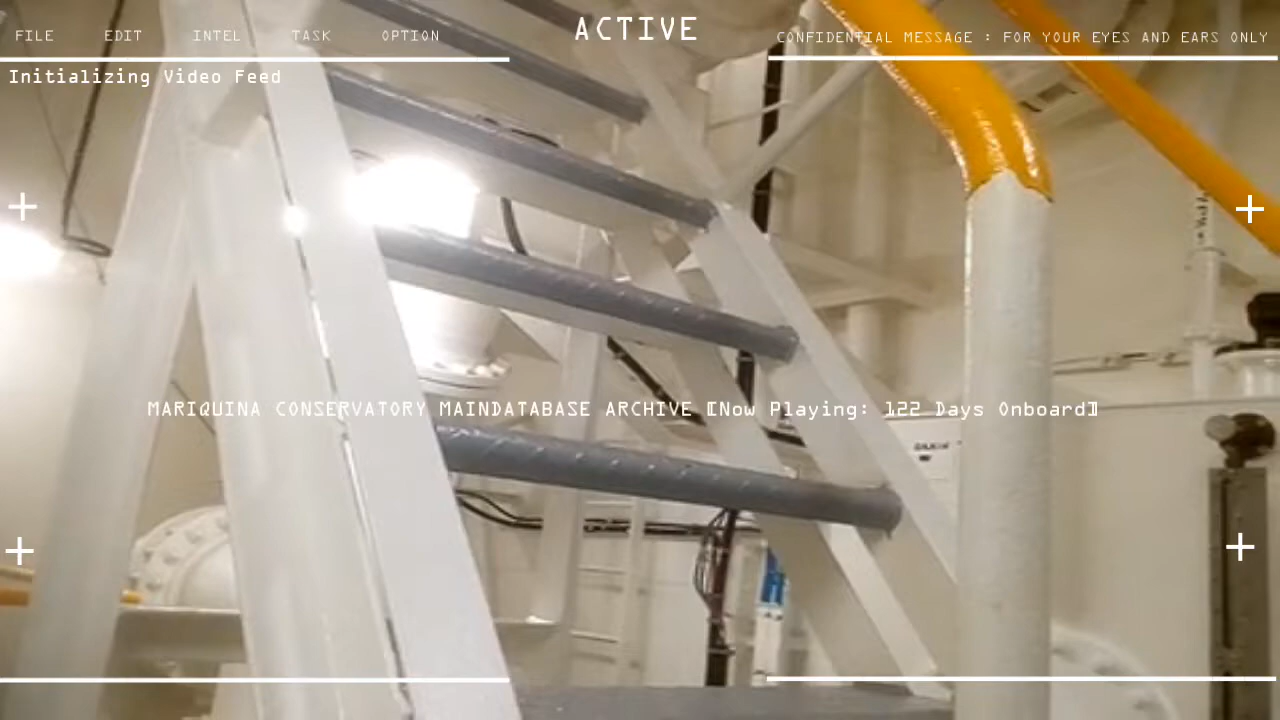 FILE EDIT INTEL TASK OPTION
ACTIVE
CONFIDENTIAL MESSAGE : FOR YOUR EYES AND EARS ONLY
Initializing Video Feed
MARIQUINA CONSERVATORY MAINDATABASE ARCHIVE [Now Playing: 122 Days Onboard]